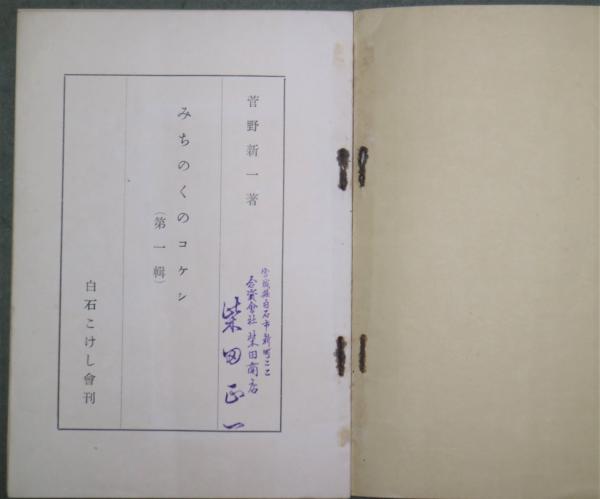 菅野新一著
みちのくのコケシ
（第一輯）
白石こけし會刊
宮城縣白石市新町二二
合資會社柴田商店
柴田正一